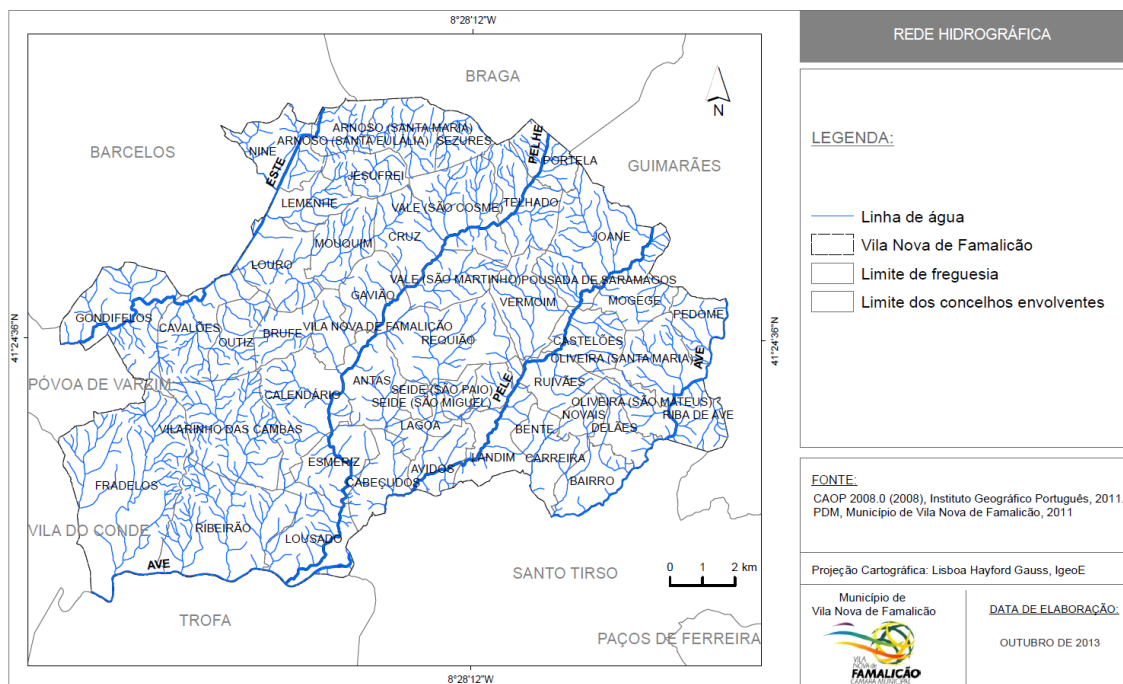 8°28'12"W
REDE HIDROGRÁFICA
BRAGA
N
BARCELOS
GUIMARÃES
ARNOSO (SANTA MARIA)
ARNOSO (SANTA EULÁLIA)
SEZURES
NINE
PELHE
PORTELA
ESTE
JESUFREI
LEMENHE
VALE (SÃO COSME)
TELHADO
MOUQUIM
CRUZ
JOANE
LOURO
VALE (SÃO MARTINHO)
POUSADA DE SARAMAGOS
GAVIÃO
VERMOIM
MOGEGE
GONDIFELOS
CAVALÕES
PEDOME
OUTIZ
BRUFE
VILA NOVA DE FAMALICÃO
REQUIÃO
CASTELÕES
OLIVEIRA (SANTA MARIA)
AVE
41°24'36"N
41°24'36"N
PÓVOA DE VARZIM
ANTAS
SEIDE (SÃO PAIO)
SEIDE (SÃO MIGUEL)
PELE
RUIVÃES
CALENDÁRIO
OLIVEIRA (SÃO MATEUS)
NOVAIS
RIBA DE AVE
VILARINHO DAS CAMBAS
LAGOA
BENTE
DELÃES
ESMERIZ
AVIDOS
LANDIM
CARREIRA
FRADELOS
CABEÇUDOS
BAIRRO
VILA DO CONDE
RIBEIRÃO
LOUSADO
AVE
SANTO TIRSO
0 1 2 km
TROFA
PAÇOS DE FERREIRA
8°28'12"W
LEGENDA:
Linha de água
Vila Nova de Famalicão
Limite de freguesia
Limite dos concelhos envolventes
FONTE:
CAOP 2008.0 (2008), Instituto Geográfico Português, 2011.
PDM, Município de Vila Nova de Famalicão, 2011
Projeção Cartográfica: Lisboa Hayford Gauss, IgeoE
Município de
Vila Nova de Famalicão
VILA
NOVA DE
FAMALICÃO
CÂMARA MUNICIPAL
DATA DE ELABORAÇÃO:
OUTUBRO DE 2013